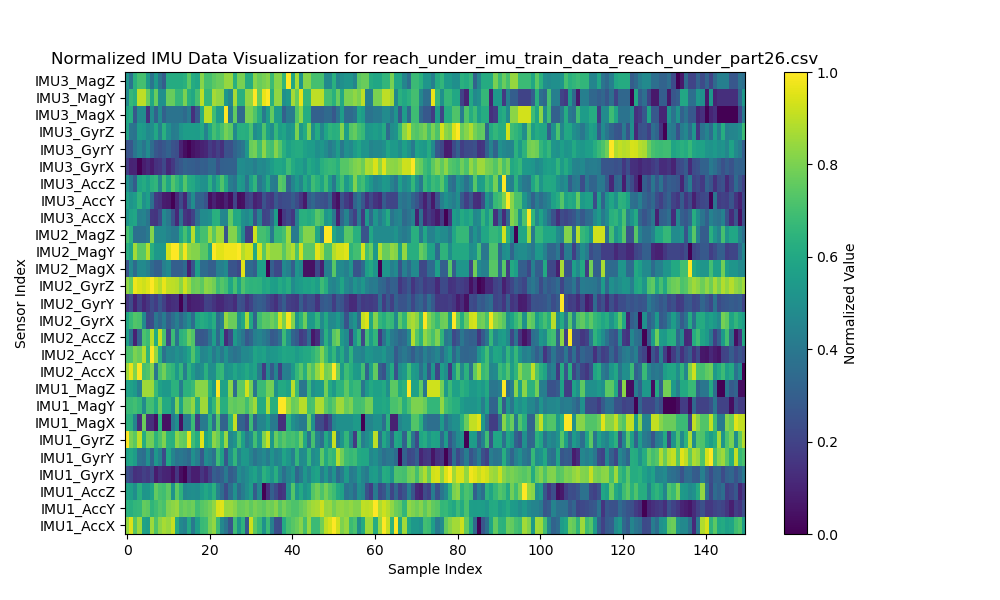 Normalized IMU Data Visualization for reach_under_imu_train_data_reach_under_part26.csv
IMU3_MagZ
IMU3_MagY
IMU3_MagX
IMU3_GyrZ
IMU3_GyrY
IMU3_GyrX
IMU3_AccZ
IMU3_AccY
IMU3_AccX
IMU2_MagZ
IMU2_MagY
IMU2_MagX
IMU2_GyrZ
IMU2_GyrY
IMU2_GyrX
IMU2_AccZ
IMU2_AccY
IMU2_AccX
IMU1_MagZ
IMU1_MagY
IMU1_MagX
IMU1_GyrZ
IMU1_GyrY
IMU1_GyrX
IMU1_AccZ
IMU1_AccY
IMU1_AccX
Sensor Index
0 20 40 60 80 100 120 140
Sample Index
1.0
0.8
0.6
0.4
0.2
0.0
Normalized Value